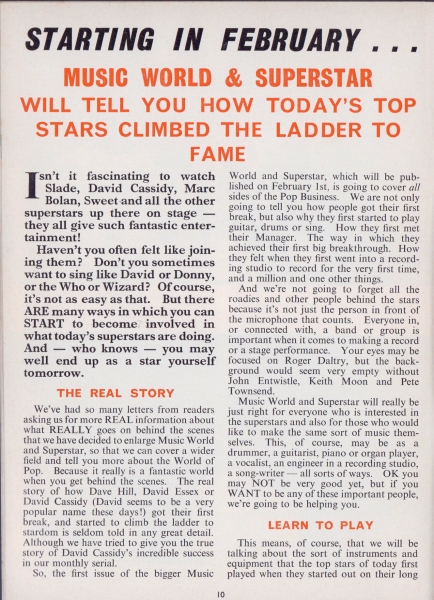 STARTING IN FEBRUARY . . .
MUSIC WORLD & SUPERSTAR
WILL TELL YOU HOW TODAY'S TOP
STARS CLIMBED THE LADDER TO
FAME
Isn't it fascinating to watch
Slade, David Cassidy, Marc
Bolan, Sweet and all the other
superstars up there on stage —
they all give such fantastic enter-
tainment!
Haven't you often felt like join-
ing them? Don't you sometimes
want to sing like David or Donny,
or the Who or Wizard? Of course,
it's not as easy as that. But there
ARE many ways in which you can
START to become involved in
what today's superstars are doing.
And — who knows — you may
well end up as a star yourself
tomorrow.
THE REAL STORY
We've had so many letters from readers
asking us for more REAL information about
what REALLY goes on behind the scenes
that we have decided to enlarge Music World
and Superstar, so that we can cover a wider
field and tell you more about the World of
Pop. Because it really is a fantastic world
when you get behind the scenes. The real
story of how Dave Hill, David Essex or
David Cassidy (David seems to be a very
popular name these days!) got their first
break, and started to climb the ladder to
stardom is seldom told in any great detail.
Although we have tried to give you the true
story of David Cassidy's incredible success
in our monthly serial.
So, the first issue of the bigger Music
World and Superstar, which will be pub-
lished on February 1st, is going to cover all
sides of the Pop Business. We are not only
going to tell you how people got their first
break, but also why they first started to play
guitar, drums or sing. How they first met
their Manager. The way in which they
achieved their first big breakthrough. How
they felt when they first went into a record-
ing studio to record for the very first time,
and a million and one other things.
And we're not going to forget all the
roadies and other people behind the stars
because it's not just the person in front of
the microphone that counts. Everyone in,
or connected with, a band or group is
important when it comes to making a record
or a stage performance. Your eyes may be
focused on Roger Daltry, but the back-
ground would seem very empty without
John Entwistle, Keith Moon and Pete
Townsend.
Music World and Superstar will really be
just right for everyone who is interested in
the superstars and also for those who would
like to make the same sort of music them-
selves. This, of course, may be as a
drummer, a guitarist, piano or organ player,
a vocalist, an engineer in a recording studio,
a song-writer — all sorts of ways. OK you
may NOT be very good yet, but if you
WANT to be any of these important people,
we're going to be helping you.
LEARN TO PLAY
This means, of course, that we will be
talking about the sort of instruments and
equipment that the top stars of today first
played when they started out on their long
10